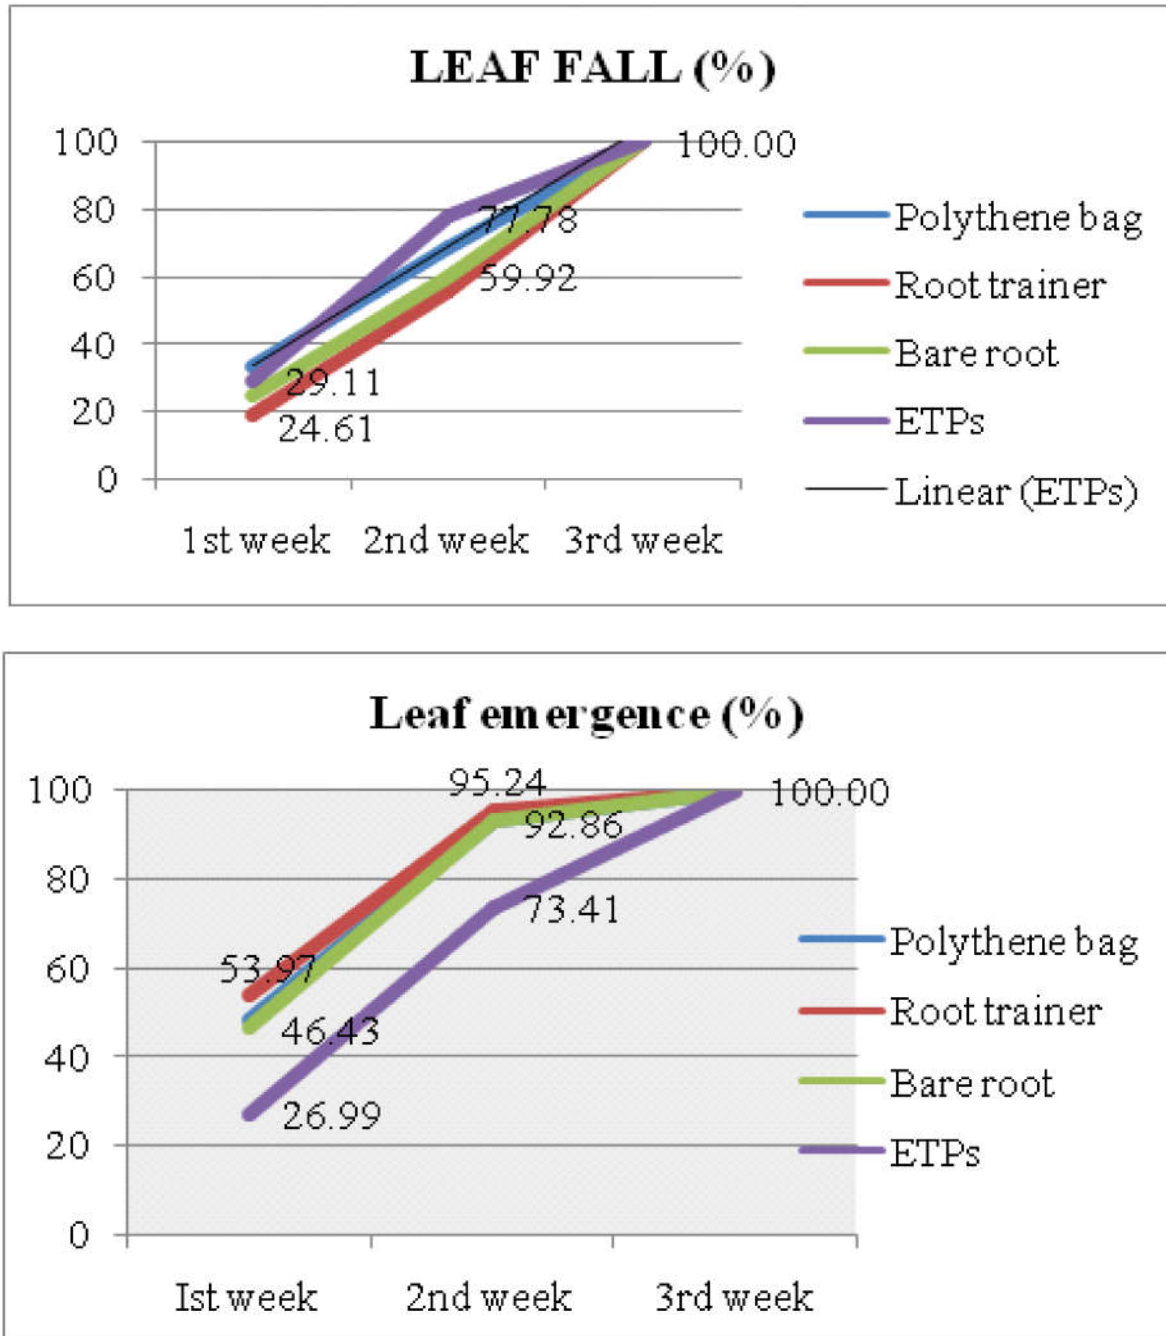 LEAF FALL (%)
100
80
60
40
20
0
100.00
77.78
59.92
29.11
24.61
1st week 2nd week 3rd week
Polythene bag
Root trainer
Bare root
ETPs
Linear (ETPs)
Leaf emergence (%)
100
80
60
40
20
0
95.24
100.00
92.86
73.41
53.97
46.43
26.99
Ist week 2nd week 3rd week
Polythene bag
Root trainer
Bare root
ETPs